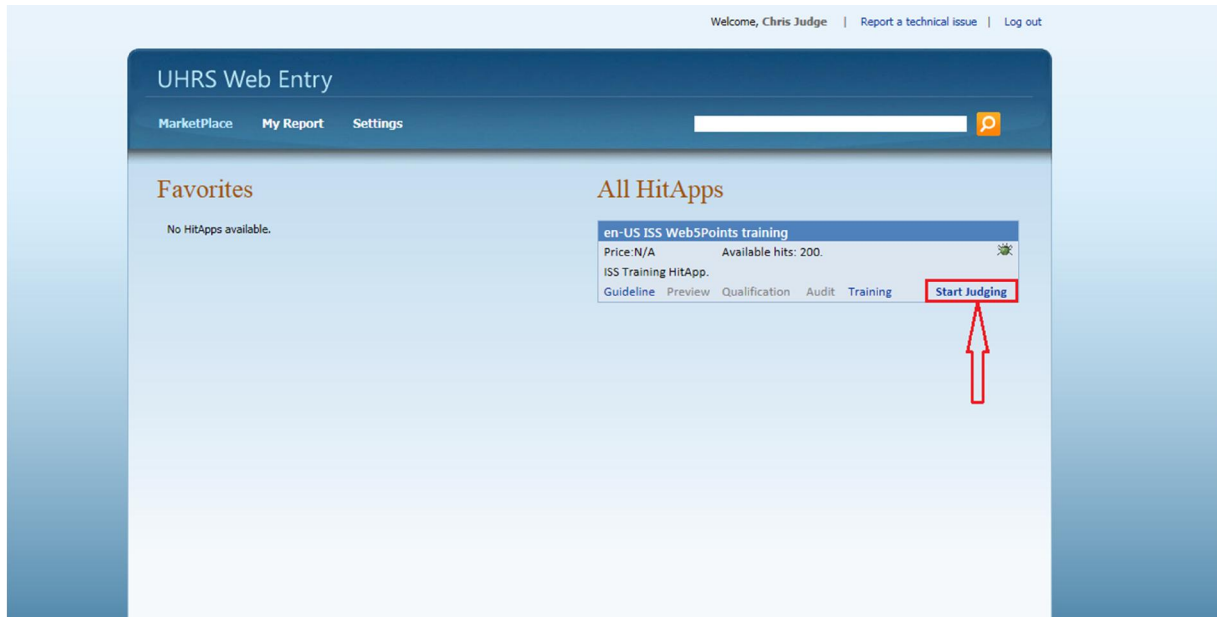 Welcome, Chris Judge | Report a technical issue | Log out
UHRS Web Entry
MarketPlace My Report Settings
Favorites
No HitApps available.
All HitApps
en-US ISS Web5Points training
Price:N/A Available hits: 200.
ISS Training HitApp.
Guideline Preview Qualification Audit Training Start Judging